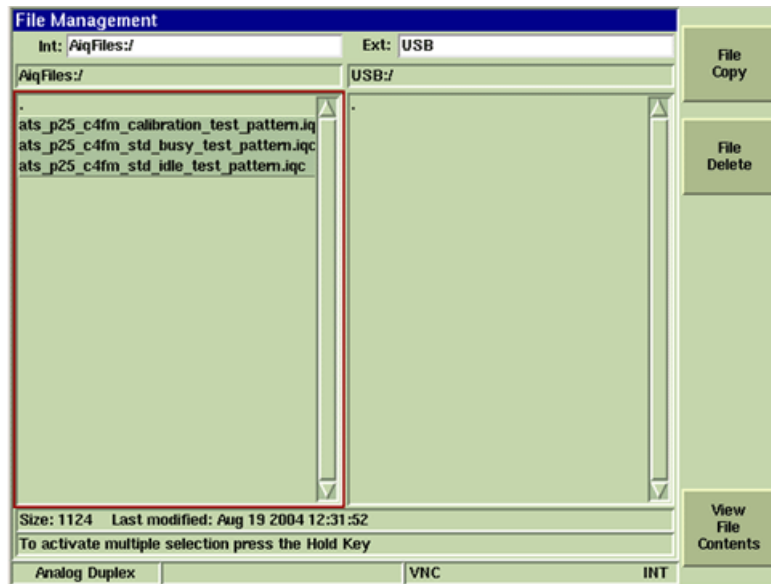 File Management
Int: AiqFiles:/
Ext: USB
AiqFiles:/
USB:/
.
ats_p25_c4fm_calibration_test_pattern.iq
ats_p25_c4fm_std_busy_test_pattern.iqc
ats_p25_c4fm_std_idle_test_pattern.iqc
.
Size: 1124 Last modified: Aug 19 2004 12:31:52
To activate multiple selection press the Hold Key
Analog Duplex
VNC
INT
File
Copy
File
Delete
View
File
Contents